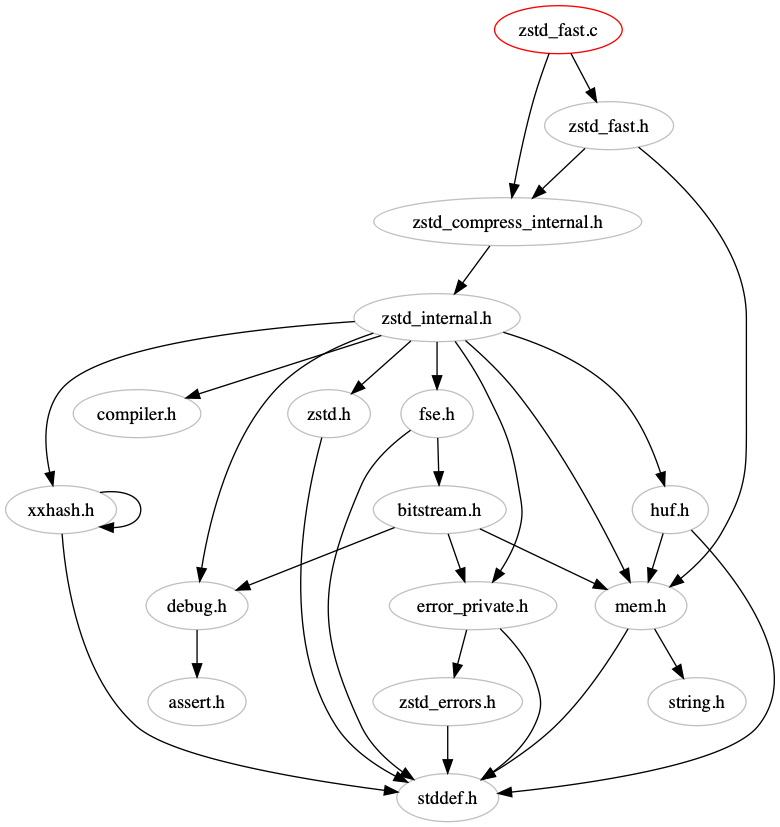 zstd_fast.c
zstd_fast.h
zstd_compress_internal.h
zstd_internal.h
compiler.h
zstd.h
fse.h
xxhash.h
bitstream.h
huf.h
debug.h
error_private.h
mem.h
assert.h
zstd_errors.h
string.h
stddef.h